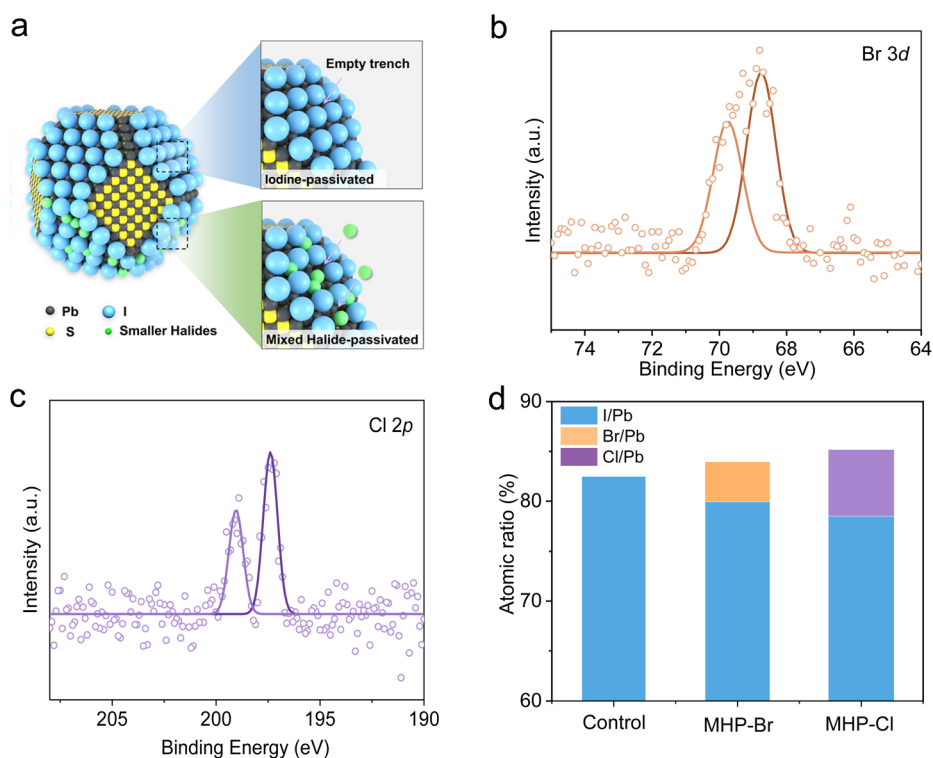 a
Empty trench
Iodine-passivated
Pb
I
S
Smaller Halides
Mixed Halide-passivated
b
Br 3d
Intensity (a.u.)
74
72
70
68
66
64
Binding Energy (eV)
c
Cl 2p
Intensity (a.u.)
205
200
195
190
Binding Energy (eV)
d
I/Pb
Br/Pb
Cl/Pb
Atomic ratio (%)
90
80
70
60
Control
MHP-Br
MHP-Cl